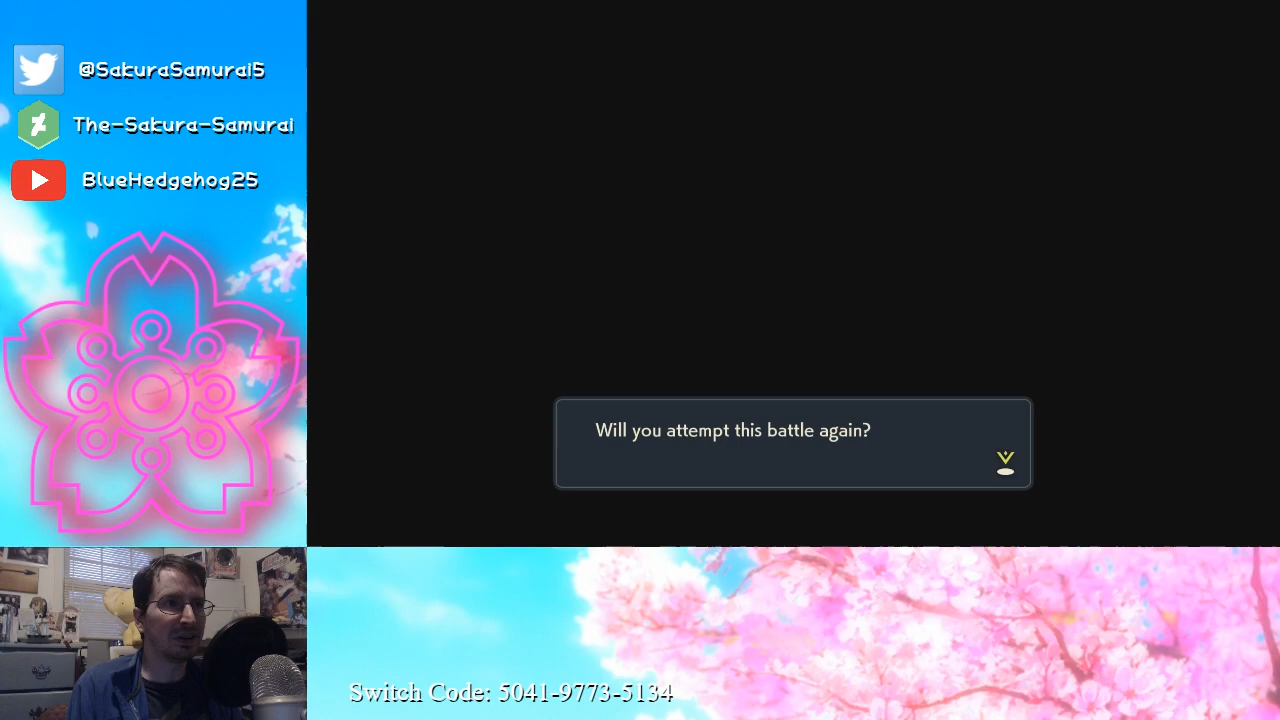 @SakuraSamurai5
The-Sakura-Samurai
BlueHedgehog25
Will you attempt this battle again?
Switch Code: 5041-9773-5134